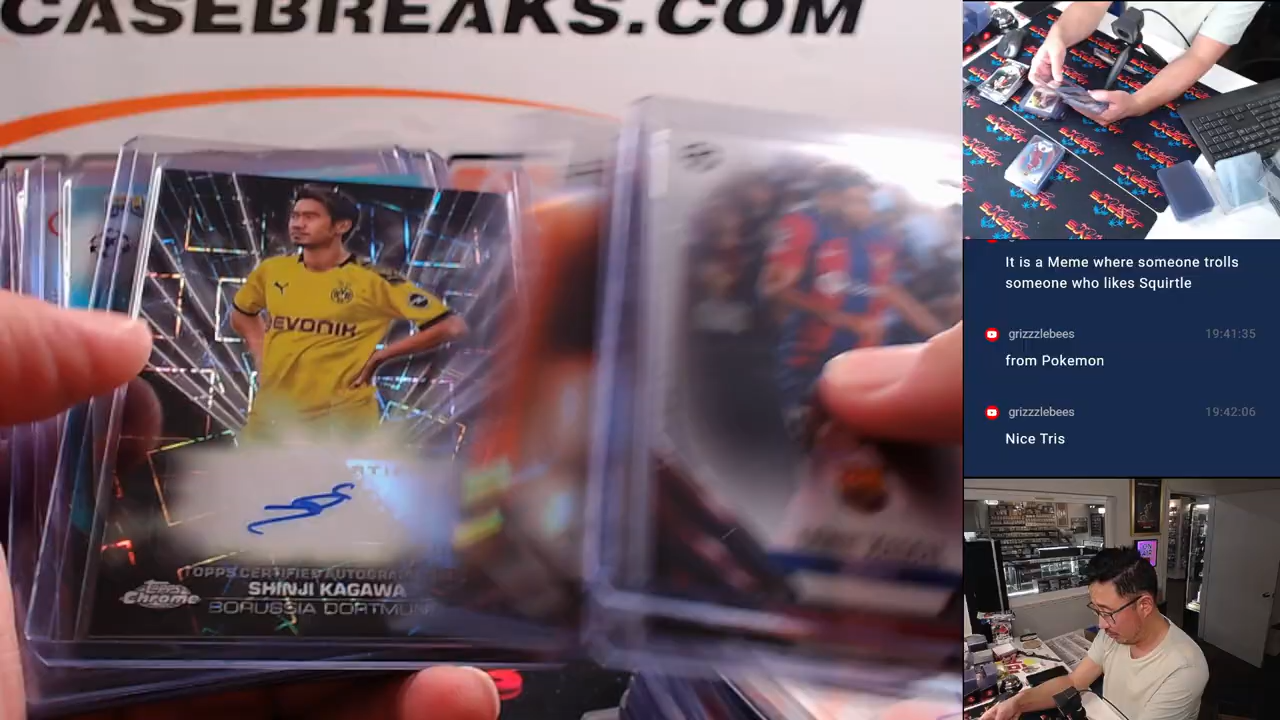 CASEBREAKS.COM
EVONIK
TOPPS CERTIFIED AUTOGRA
SHINJI KAGAWA
Topps Chrome
BORUSSIA DORTMUN
It is a Meme where someone trolls
someone who likes Squirtle
grizzzlebees 19:41:35
from Pokemon
grizzzlebees 19:42:06
Nice Tris